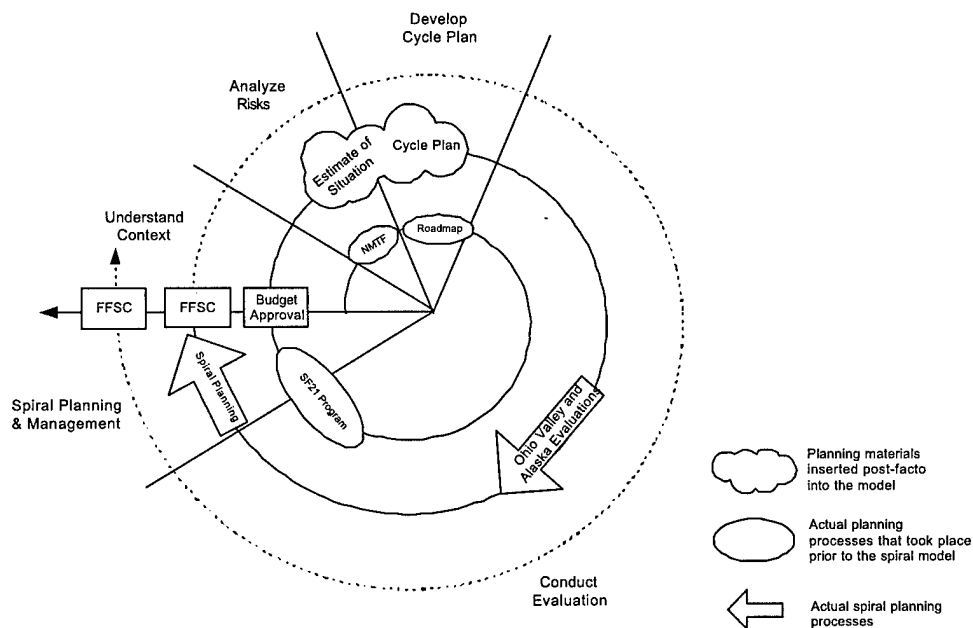 Develop
Cycle Plan
Analyze
Risks
Estimate of
Situation
Cycle Plan
Understand
Context
NMTF
Roadmap
FFSC
FFSC
Budget
Approval
Spiral Planning
SF21 Program
Spiral Planning
& Management
Ohio Valley and
Alaska Evaluations
Conduct
Evaluation
Planning materials
inserted post-facto
into the model
Actual planning
processes that took place
prior to the spiral model
Actual spiral planning
processes